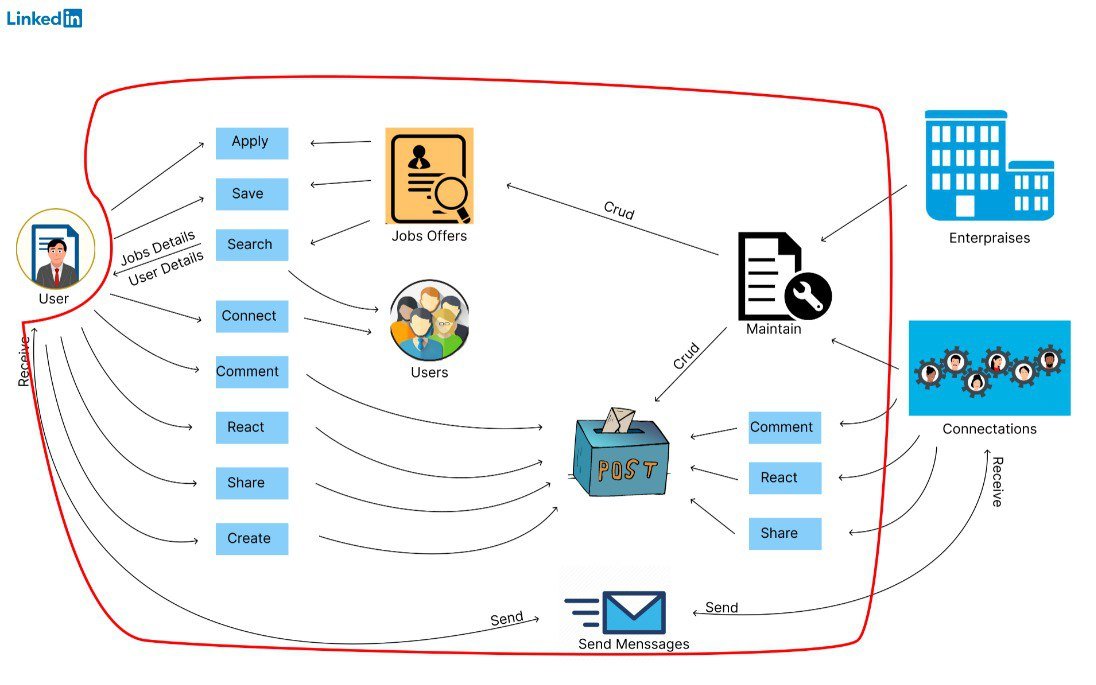 LinkedIn
Apply
Save
Search
Jobs Offers
Crud
Enterpraises
Jobs Details
User Details
User
Connect
Users
Maintain
Receive
Comment
Crud
React
POST
Comment
Connectations
Share
React
Receive
Create
Share
Send
Send
Send Menssages